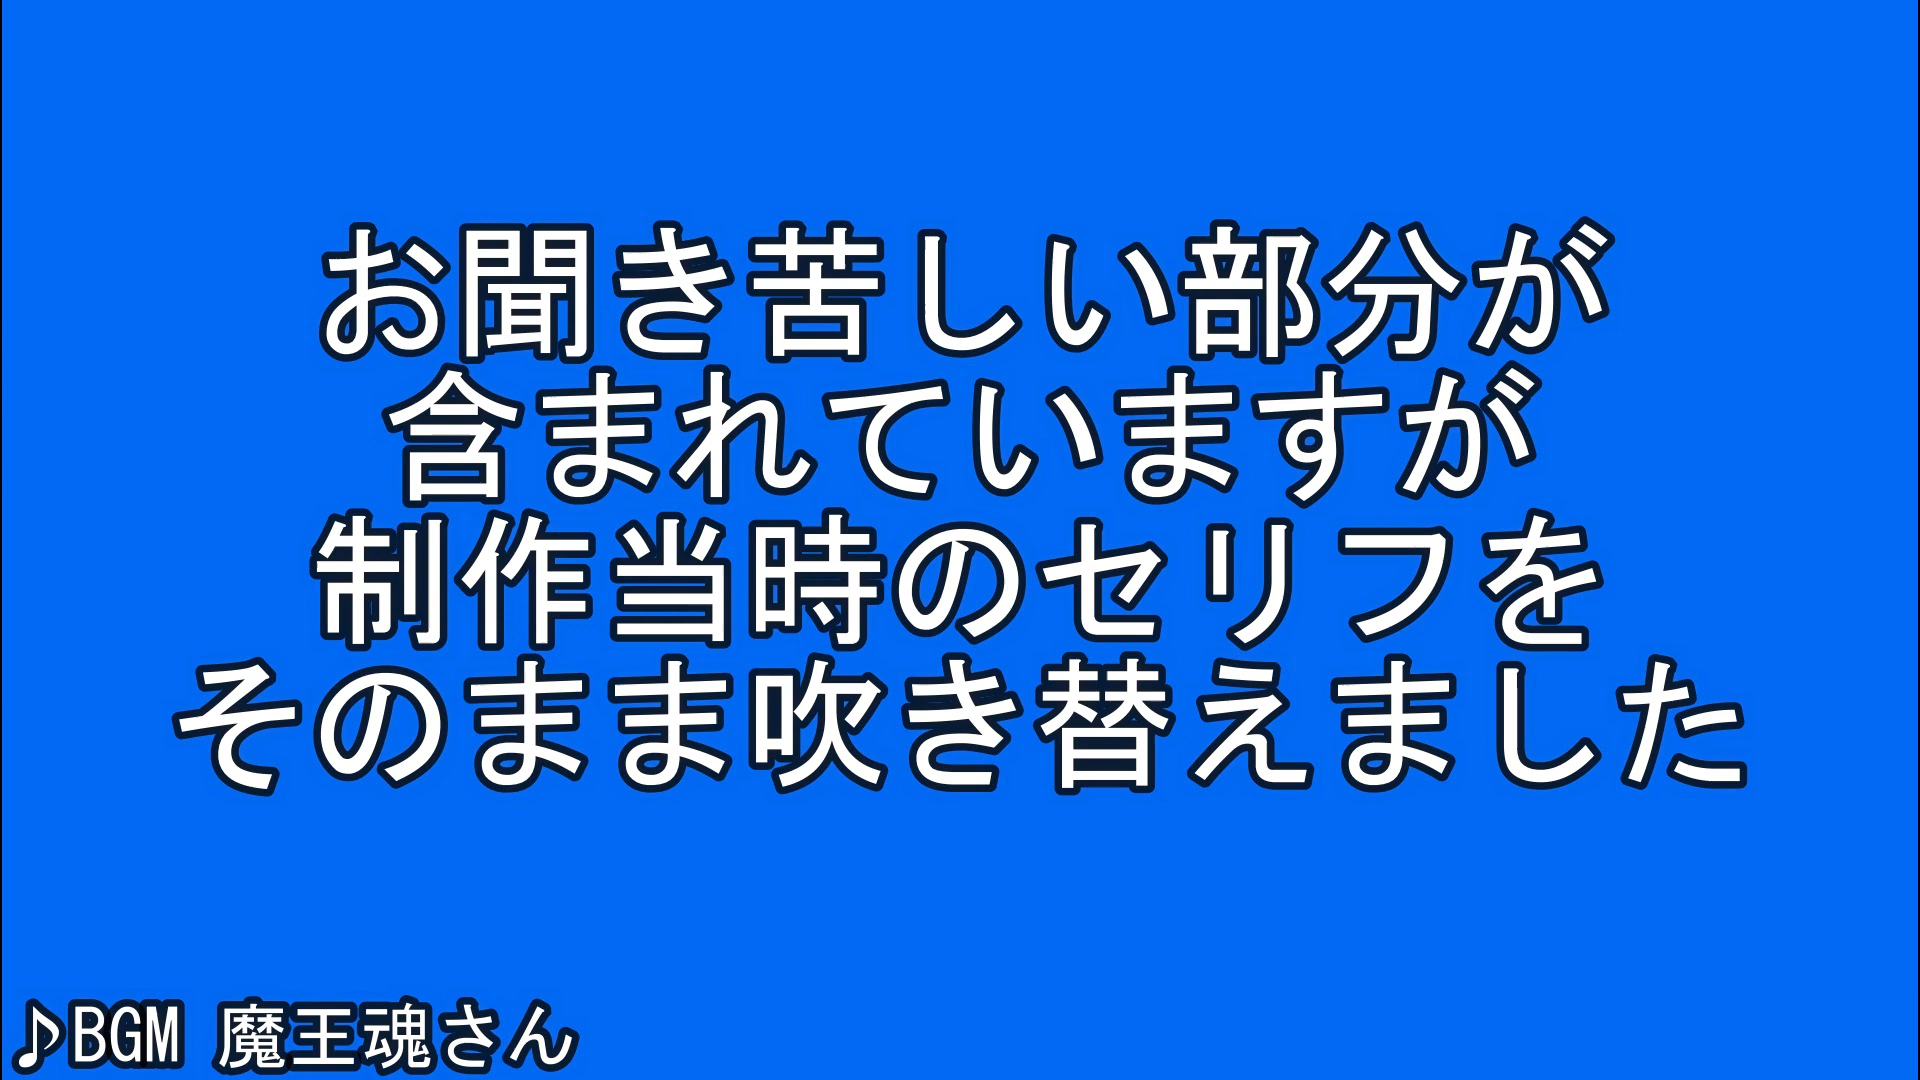 お聞き苦しい部分が
含まれていますが
制作当時のセリフを
そのまま吹き替えました
♪BGM 魔王魂さん